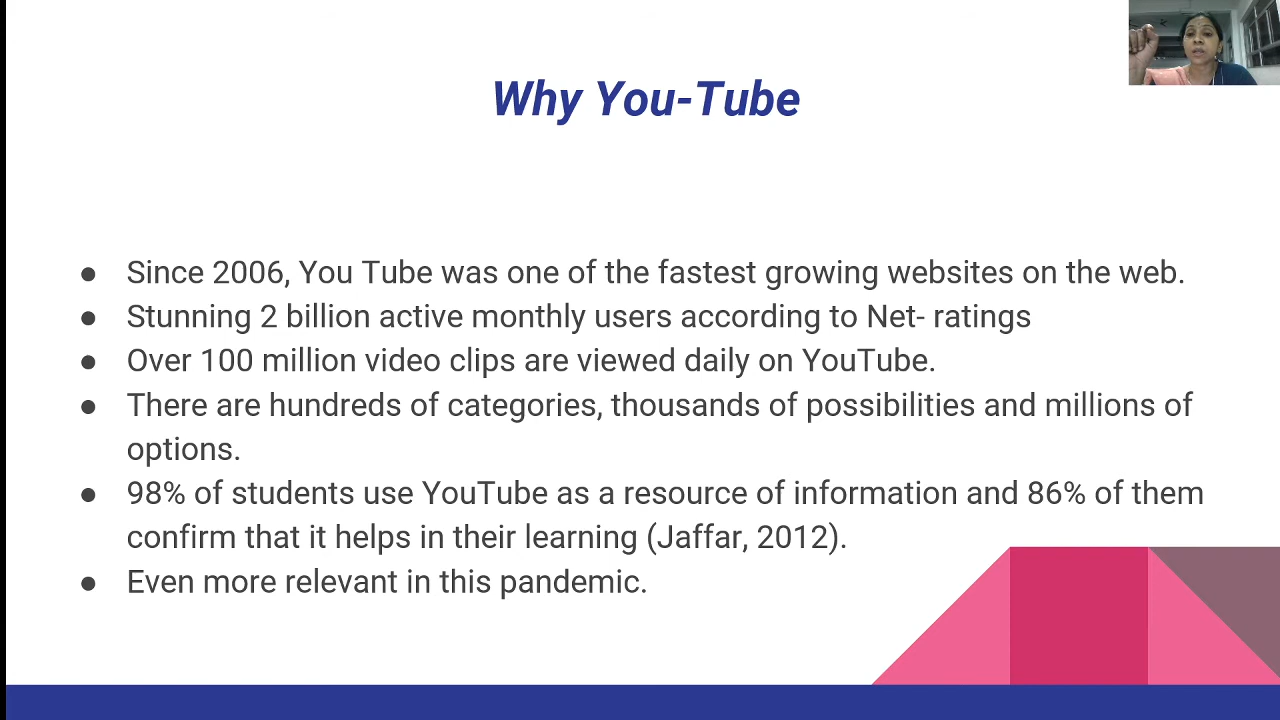 Why You-Tube
● Since 2006, You Tube was one of the fastest growing websites on the web.
● Stunning 2 billion active monthly users according to Net- ratings
● Over 100 million video clips are viewed daily on YouTube.
● There are hundreds of categories, thousands of possibilities and millions of
options.
● 98% of students use YouTube as a resource of information and 86% of them
confirm that it helps in their learning (Jaffar, 2012).
● Even more relevant in this pandemic.